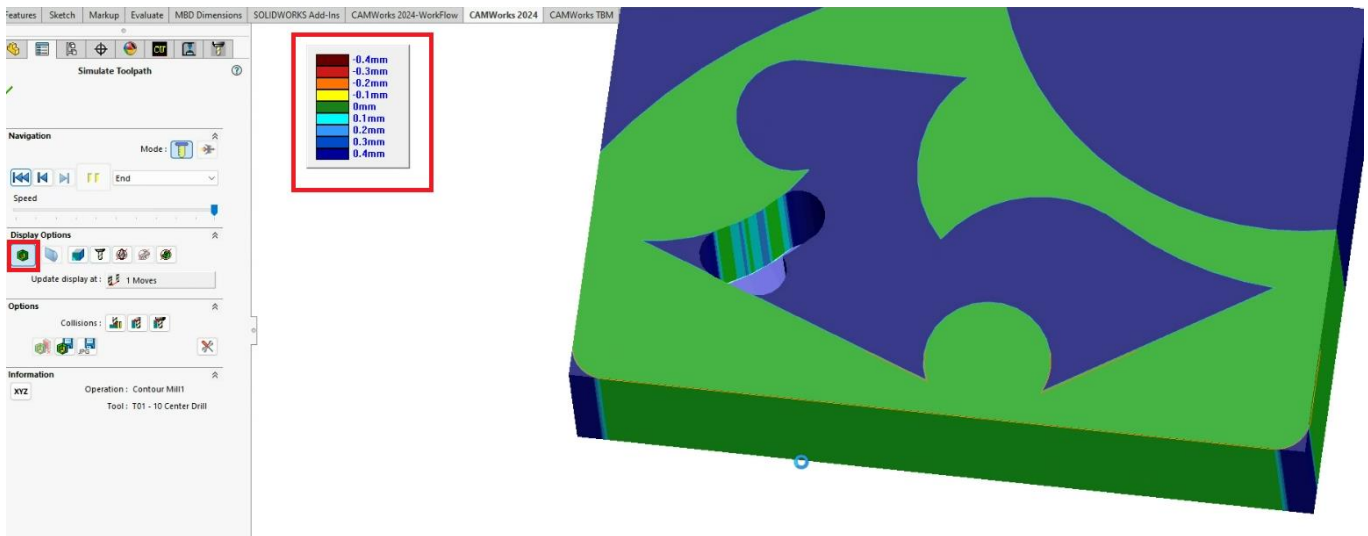 Features Sketch Markup Evaluate MBD Dimensions SOLIDWORKS Add-Ins CAMWorks 2024-WorkFlow CAMWorks 2024 CAMWorks TBM
Simulate Toolpath
Navigation
Mode :
End
Speed
Display Options
Update display at : 1 Moves
Options
Collisions :
Information
XYZ Operation : Contour Mill1
Tool : T01 - 10 Center Drill
-0.4mm
-0.3mm
-0.2mm
-0.1mm
0mm
0.1mm
0.2mm
0.3mm
0.4mm